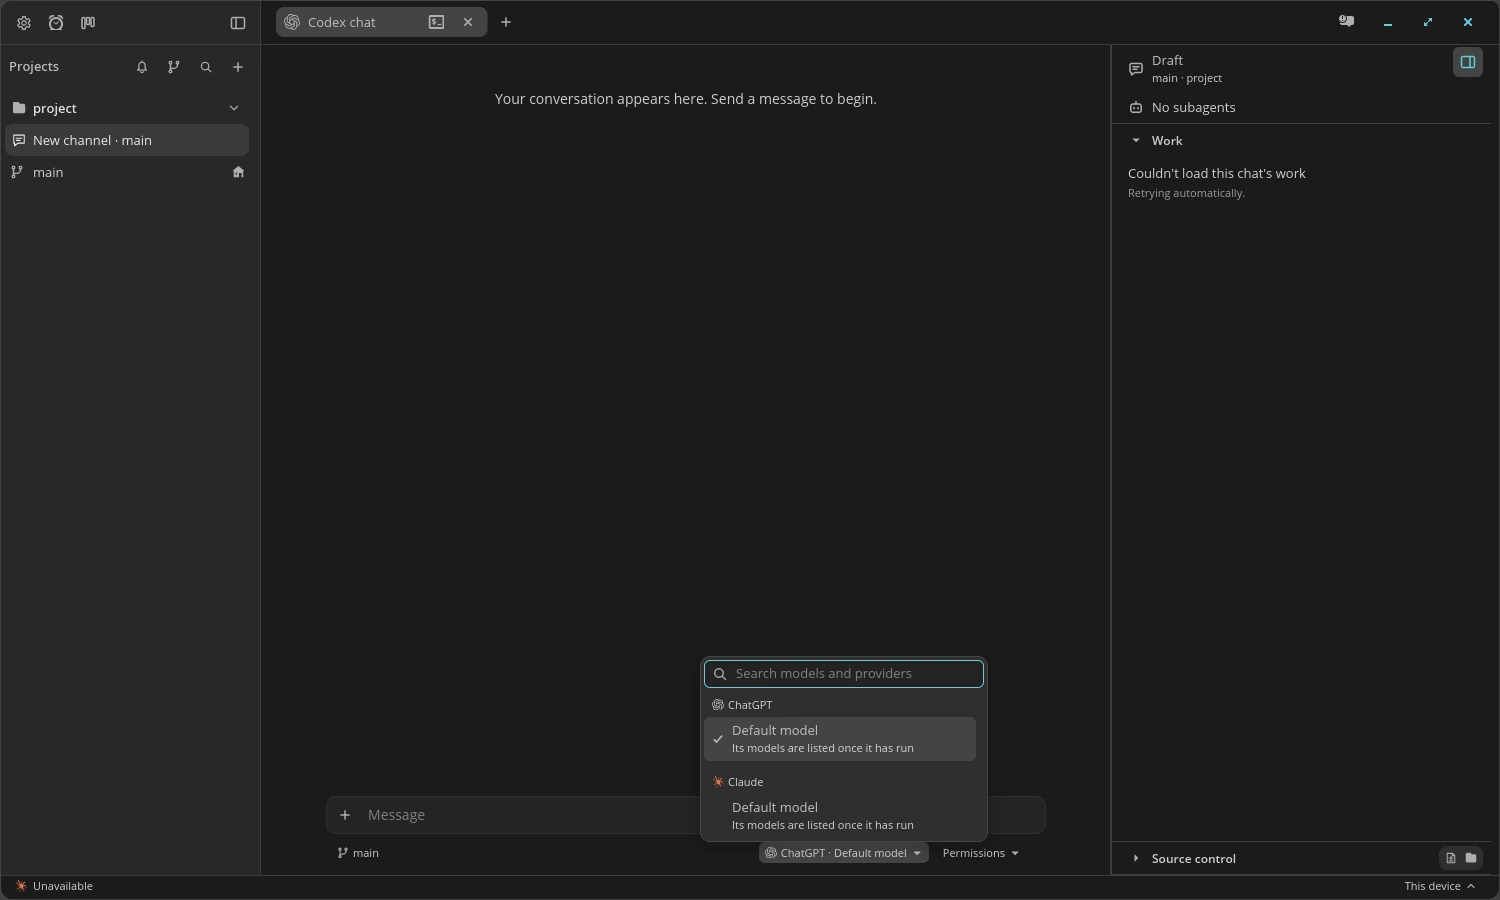 Codex chat
Projects
project
New channel · main
main
Your conversation appears here. Send a message to begin.
Draft
main · project
No subagents
Work
Couldn't load this chat's work
Retrying automatically.
Search models and providers
ChatGPT
Default model
Its models are listed once it has run
Claude
Default model
Its models are listed once it has run
Message
main
ChatGPT · Default model
Permissions
Source control
Unavailable
This device